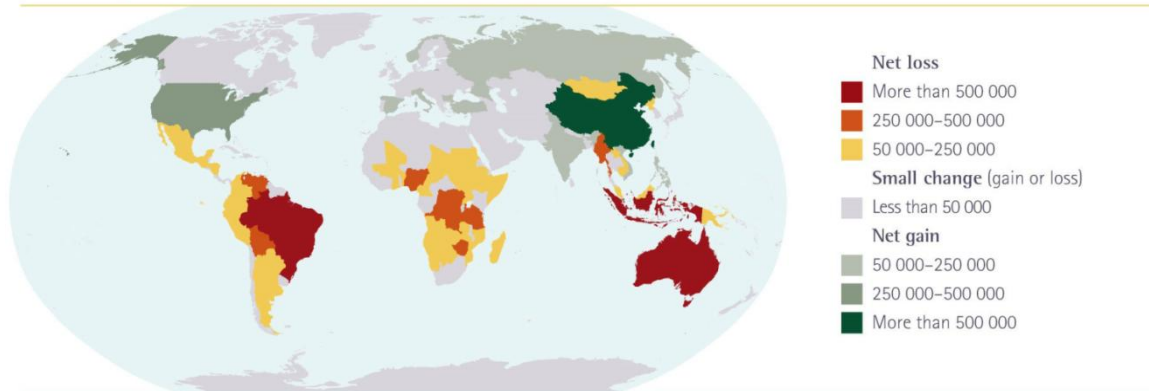 Net loss
More than 500 000
250 000–500 000
50 000–250 000
Small change (gain or loss)
Less than 50 000
Net gain
50 000–250 000
250 000–500 000
More than 500 000